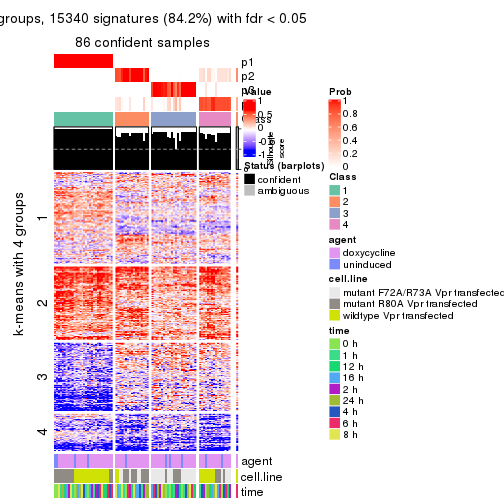 groups, 15340 signatures (84.2%) with fdr < 0.05
86 confident samples
p1
p2
k-means with 4 groups
1
2
3
4
agent
cell.line
time
1
0.5
0
-0.5
Silhouette
score
Status (barplots)
confident
ambiguous
Prob
1
0.8
0.6
0.4
0.2
0
Class
1
2
3
4
agent
doxycycline
uninduced
cell.line
mutant F72A/R73A Vpr transfected
mutant R80A Vpr transfected
wildtype Vpr transfected
time
0 h
1 h
12 h
16 h
2 h
24 h
4 h
6 h
8 h